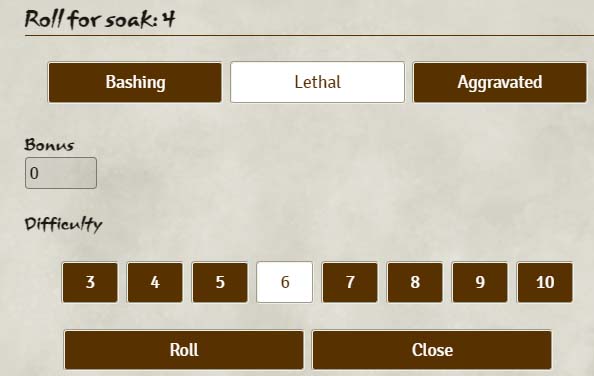 Roll for soak: 4
Bashing Lethal Aggravated
Bonus
0
Difficulty
3 4 5 6 7 8 9 10
Roll Close